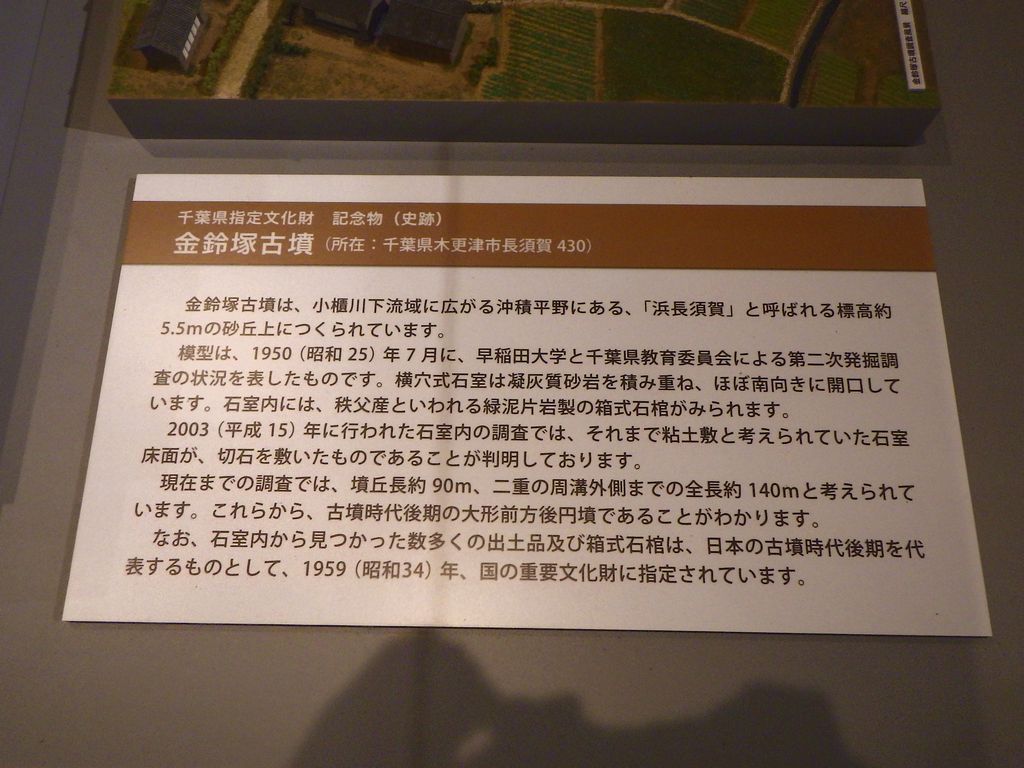 金鈴塚古墳調査風景 縮尺
千葉県指定文化財 記念物（史跡）
金鈴塚古墳（所在：千葉県木更津市長須賀 430）
金鈴塚古墳は、小櫃川下流域に広がる沖積平野にある、「浜長須賀」と呼ばれる標高約
5.5mの砂丘上につくられています。
模型は、1950（昭和 25）年 7 月に、早稲田大学と千葉県教育委員会による第二次発掘調
査の状況を表したものです。横穴式石室は凝灰質砂岩を積み重ね、ほぼ南向きに開口して
います。石室内には、秩父産といわれる緑泥片岩製の箱式石棺がみられます。
2003（平成 15）年に行われた石室内の調査では、それまで粘土敷と考えられていた石室
床面が、切石を敷いたものであることが判明しております。
現在までの調査では、墳丘長約 90m、二重の周溝外側までの全長約 140mと考えられて
います。これらから、古墳時代後期の大形前方後円墳であることがわかります。
なお、石室内から見つかった数多くの出土品及び箱式石棺は、日本の古墳時代後期を代
表するものとして、1959（昭和34）年、国の重要文化財に指定されています。